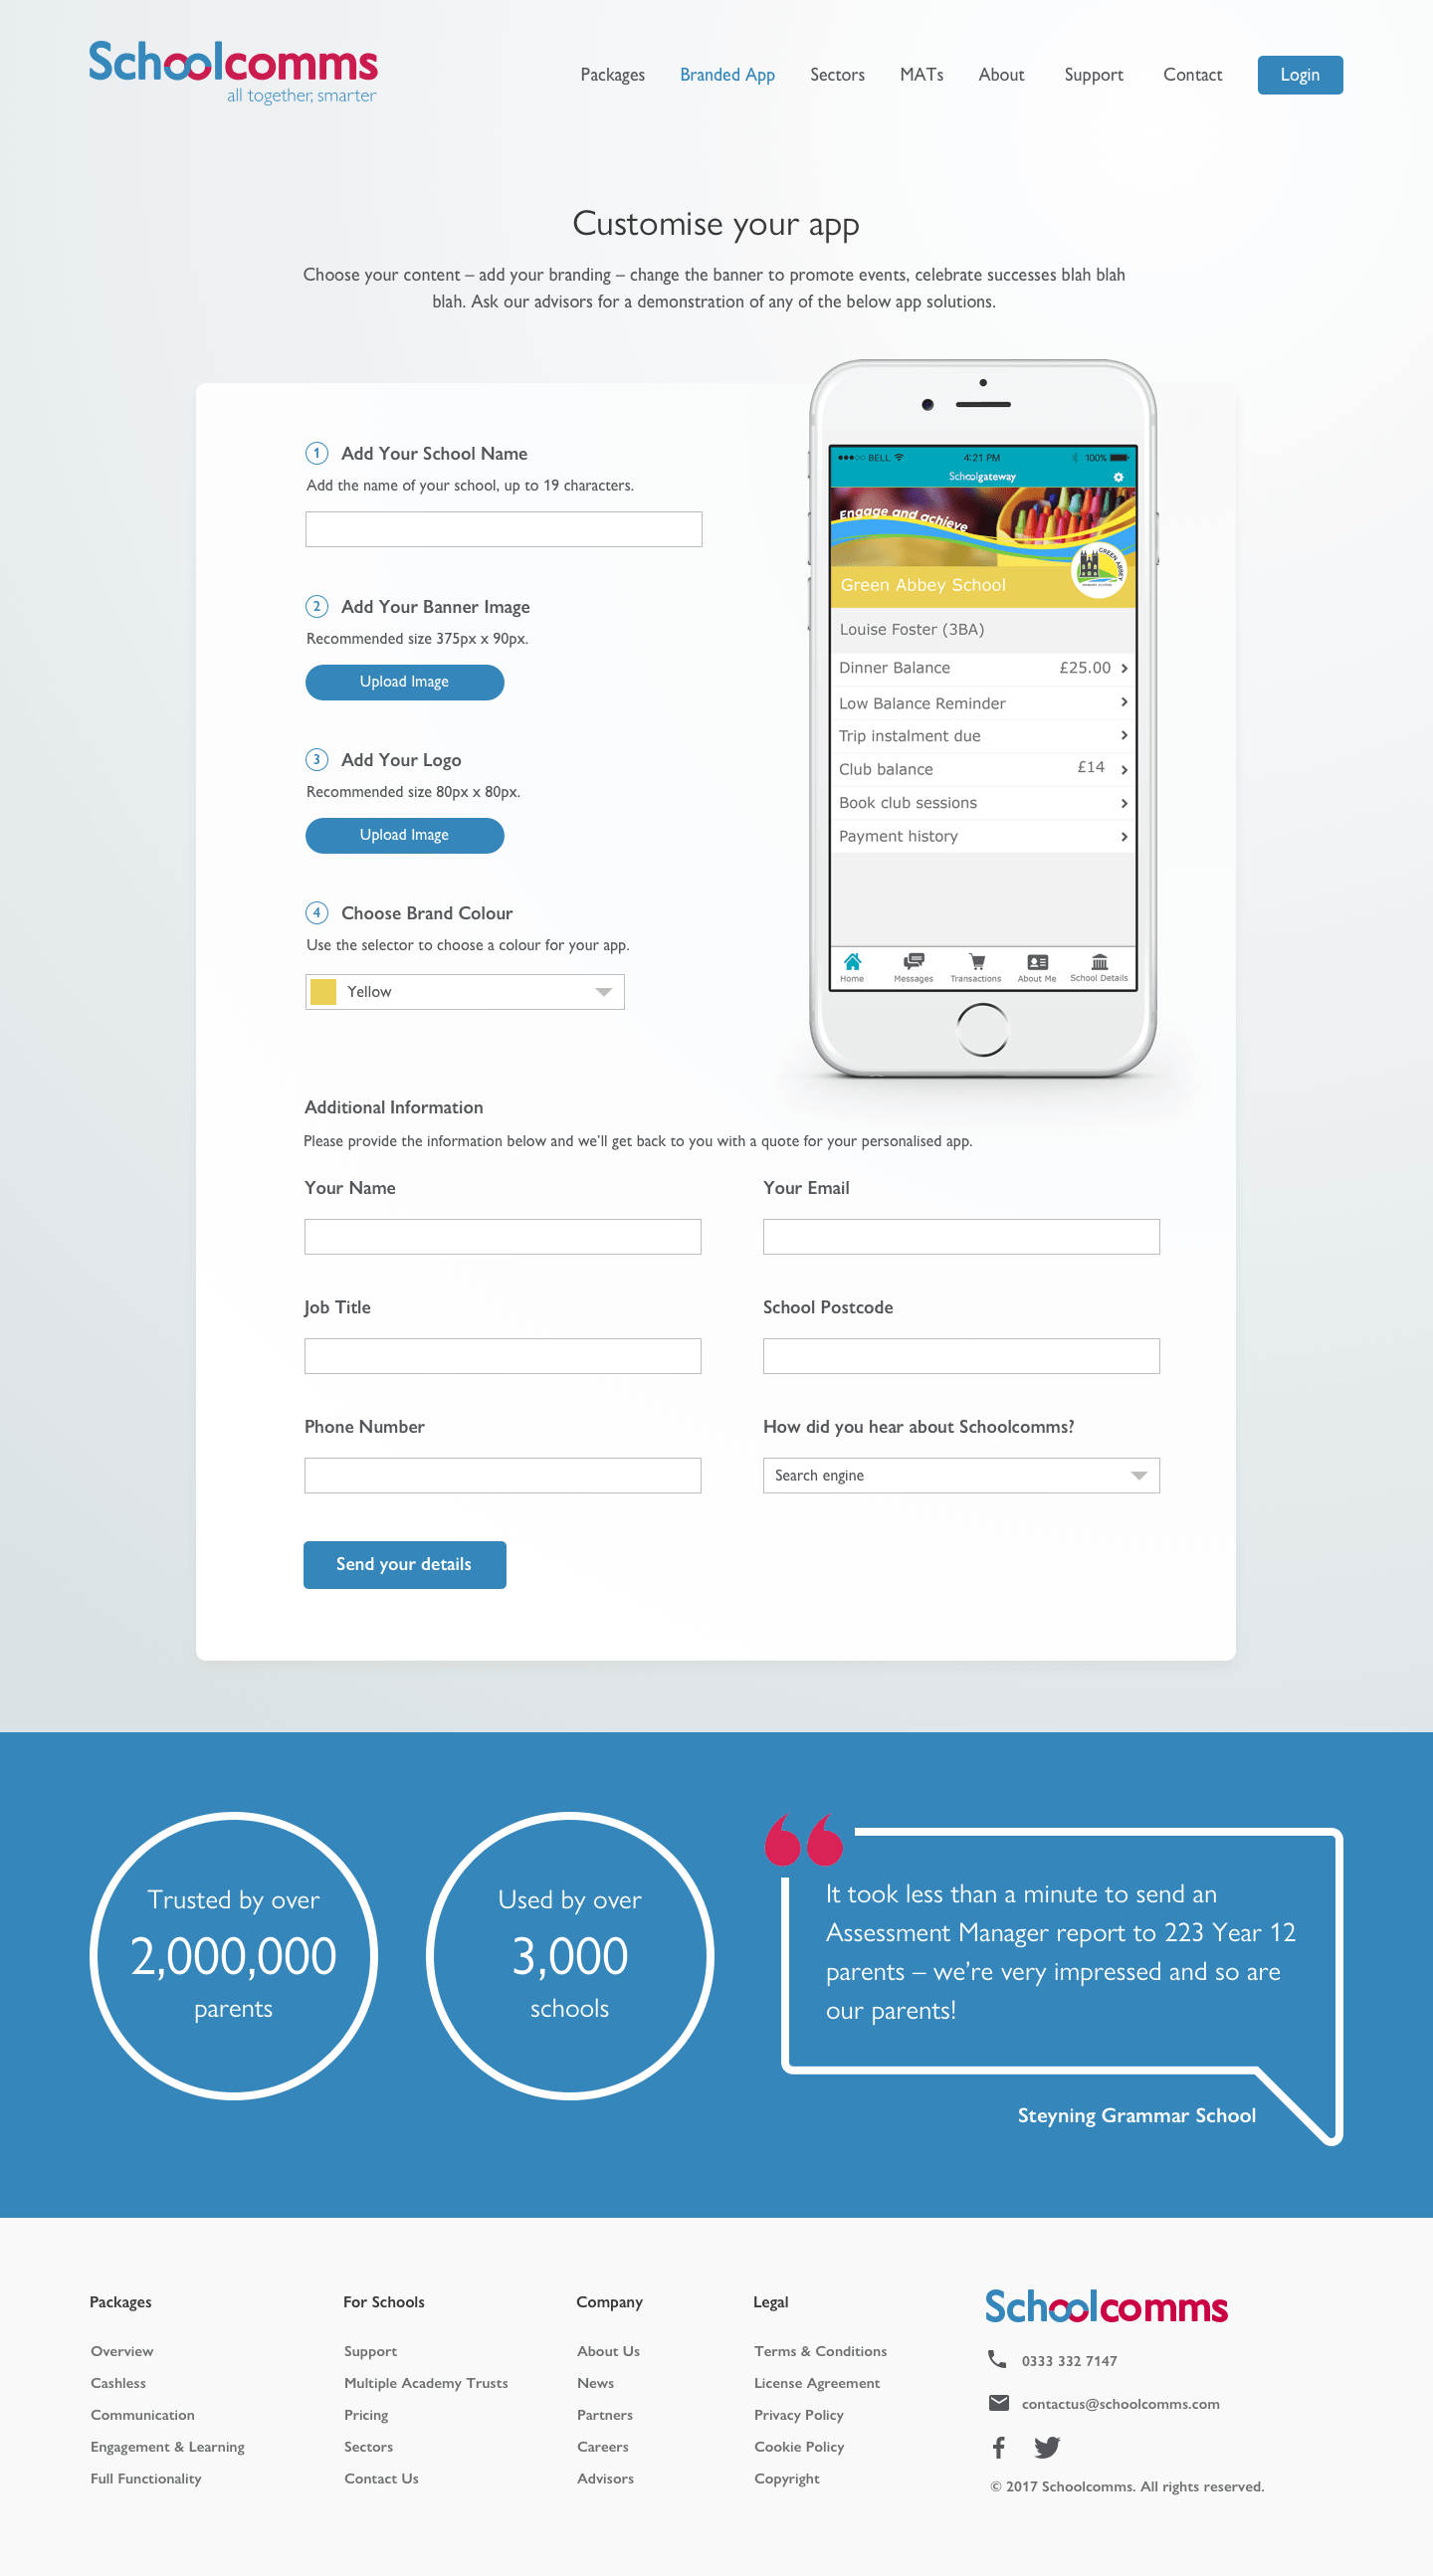 Schoolcomms
all together, smarter
Packages
Branded App
Sectors
MATs
About
Support
Contact
Login
Customise your app
Choose your content – add your branding – change the banner to promote events, celebrate successes blah blah
blah. Ask our advisors for a demonstration of any of the below app solutions.
1 Add Your School Name
Add the name of your school, up to 19 characters.
2 Add Your Banner Image
Recommended size 375px x 90px.
Upload Image
3 Add Your Logo
Recommended size 80px x 80px.
Upload Image
4 Choose Brand Colour
Use the selector to choose a colour for your app.
Yellow
BELL 4:21 PM 100%
Schoolgateway
Engage and achieve
GREEN ABBEY
Green Abbey School
Louise Foster (3BA)
Dinner Balance £25.00
Low Balance Reminder
Trip instalment due
Club balance £14
Book club sessions
Payment history
Home
Messages
Transactions
About Me
School Details
Additional Information
Please provide the information below and we'll get back to you with a quote for your personalised app.
Your Name
Your Email
Job Title
School Postcode
Phone Number
How did you hear about Schoolcomms?
Search engine
Send your details
Trusted by over
2,000,000
parents
Used by over
3,000
schools
It took less than a minute to send an
Assessment Manager report to 223 Year 12
parents – we're very impressed and so are
our parents!
Steyning Grammar School
Packages
Overview
Cashless
Communication
Engagement & Learning
Full Functionality
For Schools
Support
Multiple Academy Trusts
Pricing
Sectors
Contact Us
Company
About Us
News
Partners
Careers
Advisors
Legal
Terms & Conditions
License Agreement
Privacy Policy
Cookie Policy
Copyright
Schoolcomms
0333 332 7147
contactus@schoolcomms.com
© 2017 Schoolcomms. All rights reserved.